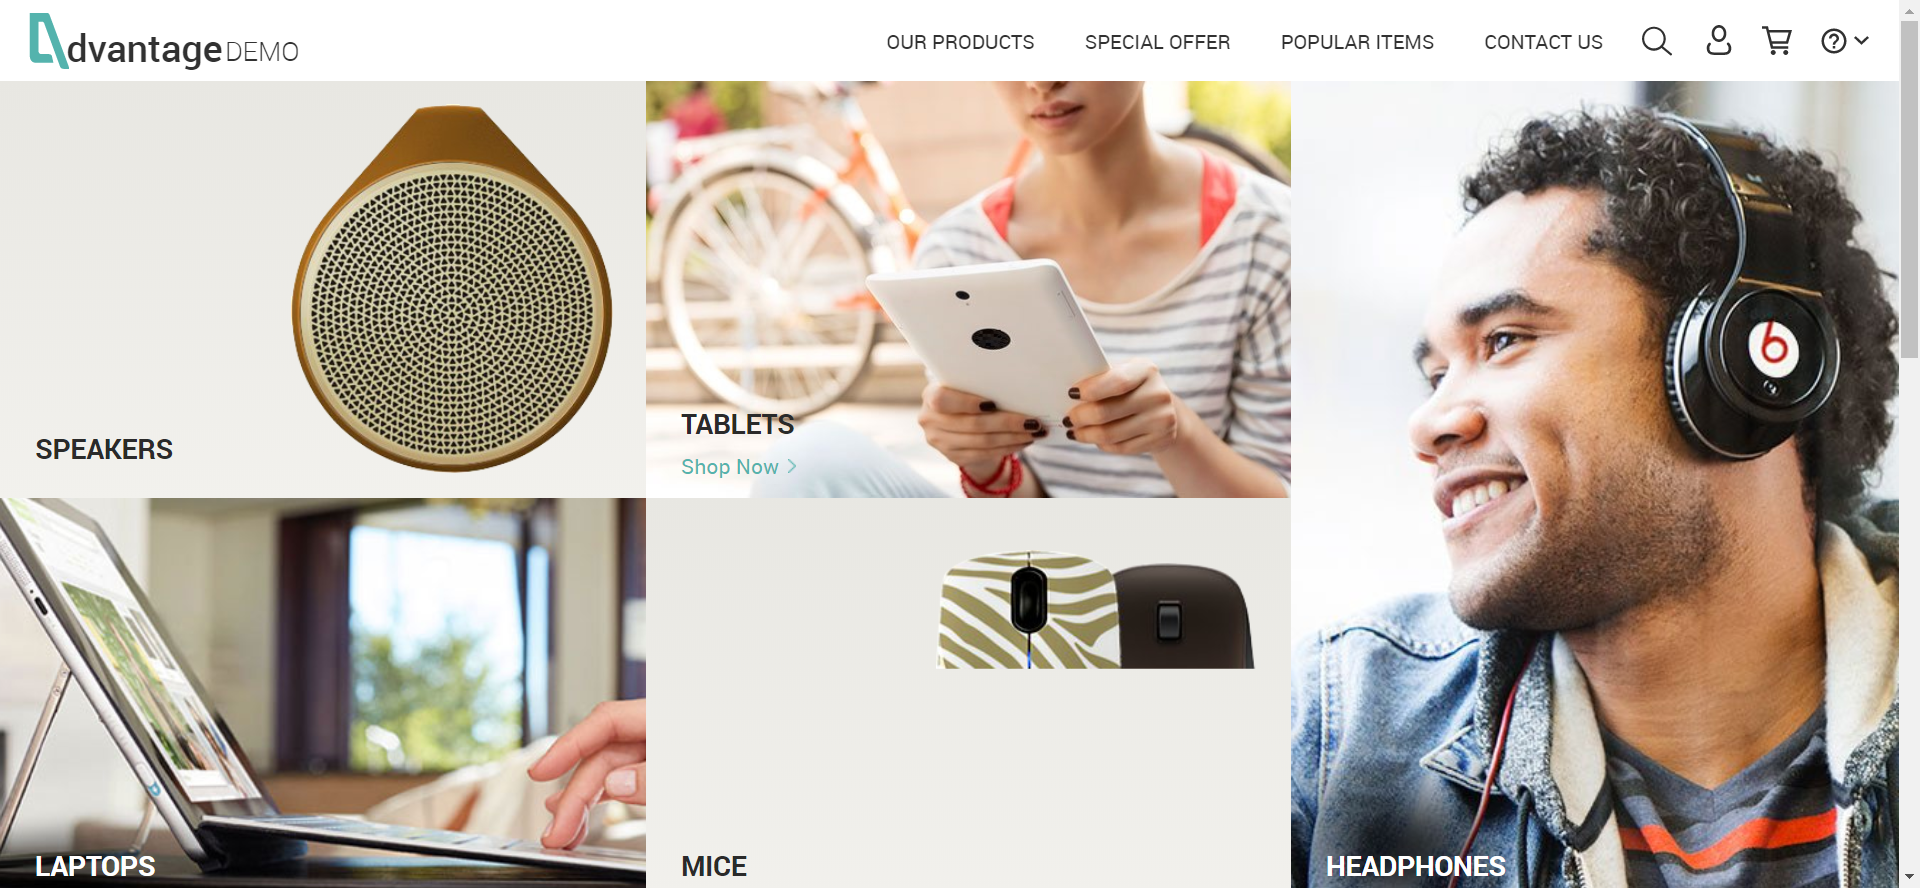 dvantage DEMO
OUR PRODUCTS
SPECIAL OFFER
POPULAR ITEMS
CONTACT US
SPEAKERS
TABLETS
Shop Now
LAPTOPS
MICE
HEADPHONES